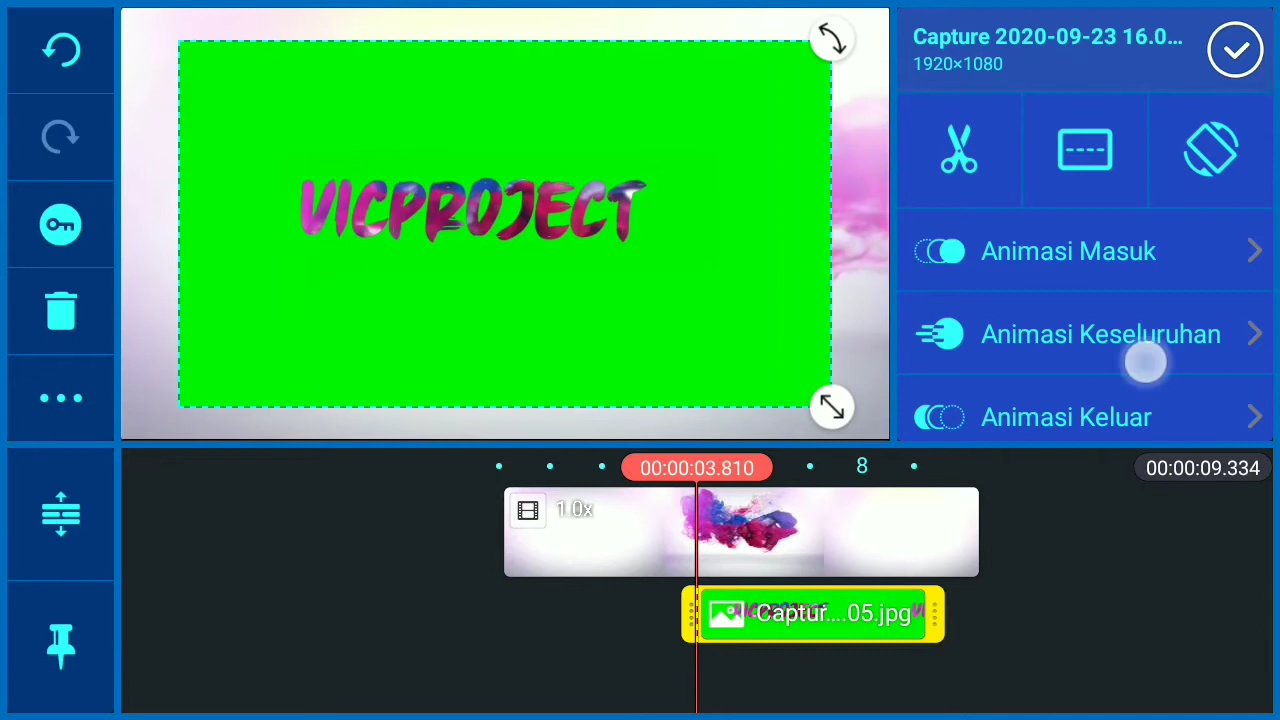 Capture 2020-09-23 16.0...
1920×1080
VICPROJECT
Animasi Masuk
Animasi Keseluruhan
Animasi Keluar
00:00:03.810
8
00:00:09.334
1.0x
Captur....05.jpg